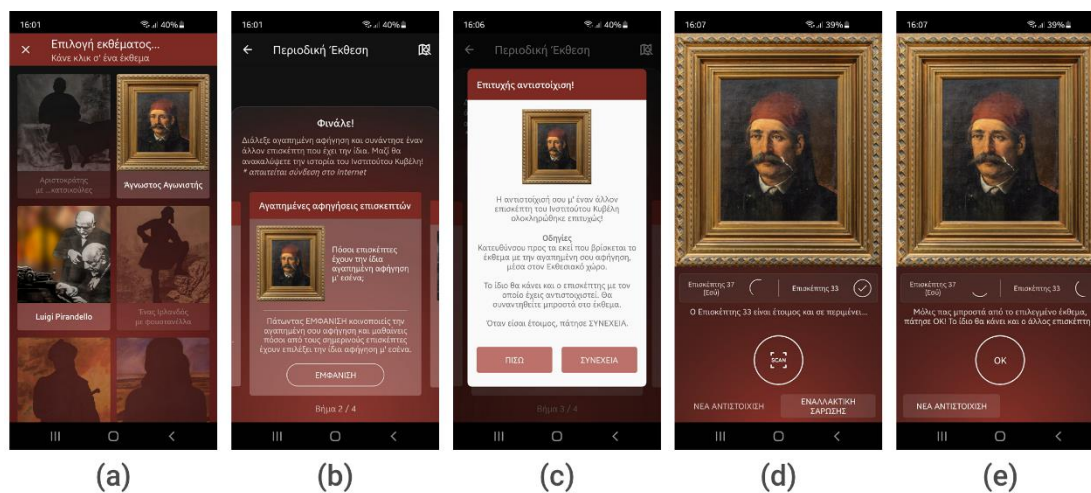 16:01
40%
Επιλογή εκθέματος...
Κάνε κλικ σ' ένα έκθεμα
Αριστοκράτης
με ...κατσικούλες
Άγνωστος Αγωνιστής
Luigi Pirandello
Ένας Ιρλανδός
με φουστανέλλα
(a)
16:01
40%
Περιοδική Έκθεση
Φινάλε!
Διάλεξε αγαπημένη αφήγηση και συνάντησε έναν
άλλον επισκέπτη που έχει την ίδια. Μαζί θα
ανακαλύψετε την ιστορία του Ινστιτούτου Κυβέλη!
* απαιτείται σύνδεση στο Internet
Αγαπημένες αφηγήσεις επισκεπτών
Πόσοι επισκέπτες
έχουν την ίδια
αγαπημένη αφήγηση
μ' εσένα;
Πατώντας ΕΜΦΑΝΙΣΗ κοινοποιείς την
αγαπημένη σου αφήγηση και μαθαίνεις
πόσοι από τους σημερινούς επισκέπτες
έχουν επιλέξει την ίδια αφήγηση μ' εσένα.
ΕΜΦΑΝΙΣΗ
Βήμα 2 / 4
(b)
16:06
40%
Περιοδική Έκθεση
Επιτυχής αντιστοίχιση!
Η αντιστοίχισή σου μ' έναν άλλον
επισκέπτη του Ινστιτούτου Κυβέλη
ολοκληρώθηκε επιτυχώς!
Οδηγίες
Κατευθύνσου προς τα εκεί που βρίσκεται το
έκθεμα με την αγαπημένη σου αφήγηση,
μέσα στον Εκθεσιακό χώρο.
Το ίδιο θα κάνει και ο επισκέπτης με τον
οποίο έχεις αντιστοιχιστεί. Θα
συναντηθείτε μπροστά στο έκθεμα.
Όταν είσαι έτοιμος, πάτησε ΣΥΝΕΧΕΙΑ.
ΠΙΣΩ
ΣΥΝΕΧΕΙΑ
Βήμα 3 / 4
(c)
16:07
39%
Επισκέπτης 37
(Εσύ)
Επισκέπτης 33
Ο Επισκέπτης 33 είναι έτοιμος και σε περιμένει...
SCAN
ΝΕΑ ΑΝΤΙΣΤΟΙΧΙΣΗ
ΕΝΑΛΛΑΚΤΙΚΗ
ΣΑΡΩΣΗΣ
(d)
16:07
39%
Επισκέπτης 37
(Εσύ)
Επισκέπτης 33
Μόλις πας μπροστά από το επιλεγμένο έκθεμα,
πάτησε ΟΚ! Το ίδιο θα κάνει και ο άλλος
OK
ΝΕΑ ΑΝΤΙΣΤΟΙΧΙΣΗ
(e)